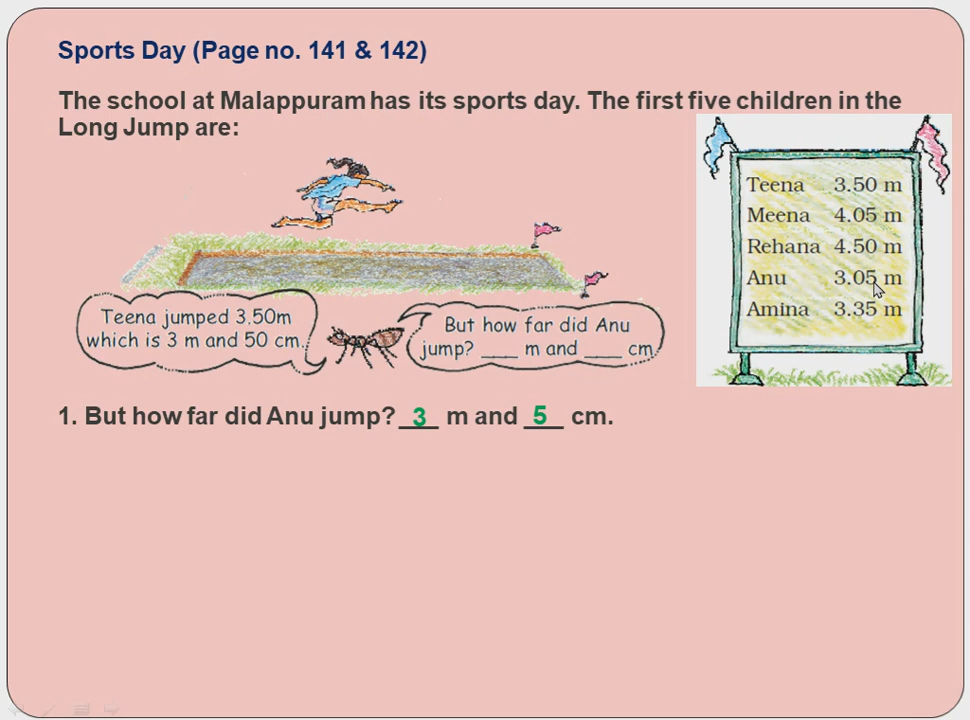 Sports Day (Page no. 141 & 142)
The school at Malappuram has its sports day. The first five children in the
Long Jump are:
Teena 3.50 m
Meena 4.05 m
Rehana 4.50 m
Anu 3.05 m
Amina 3.35 m
Teena jumped 3.50m
which is 3 m and 50 cm.
But how far did Anu
jump? ___ m and ___ cm.
1. But how far did Anu jump? 3 m and 5 cm.